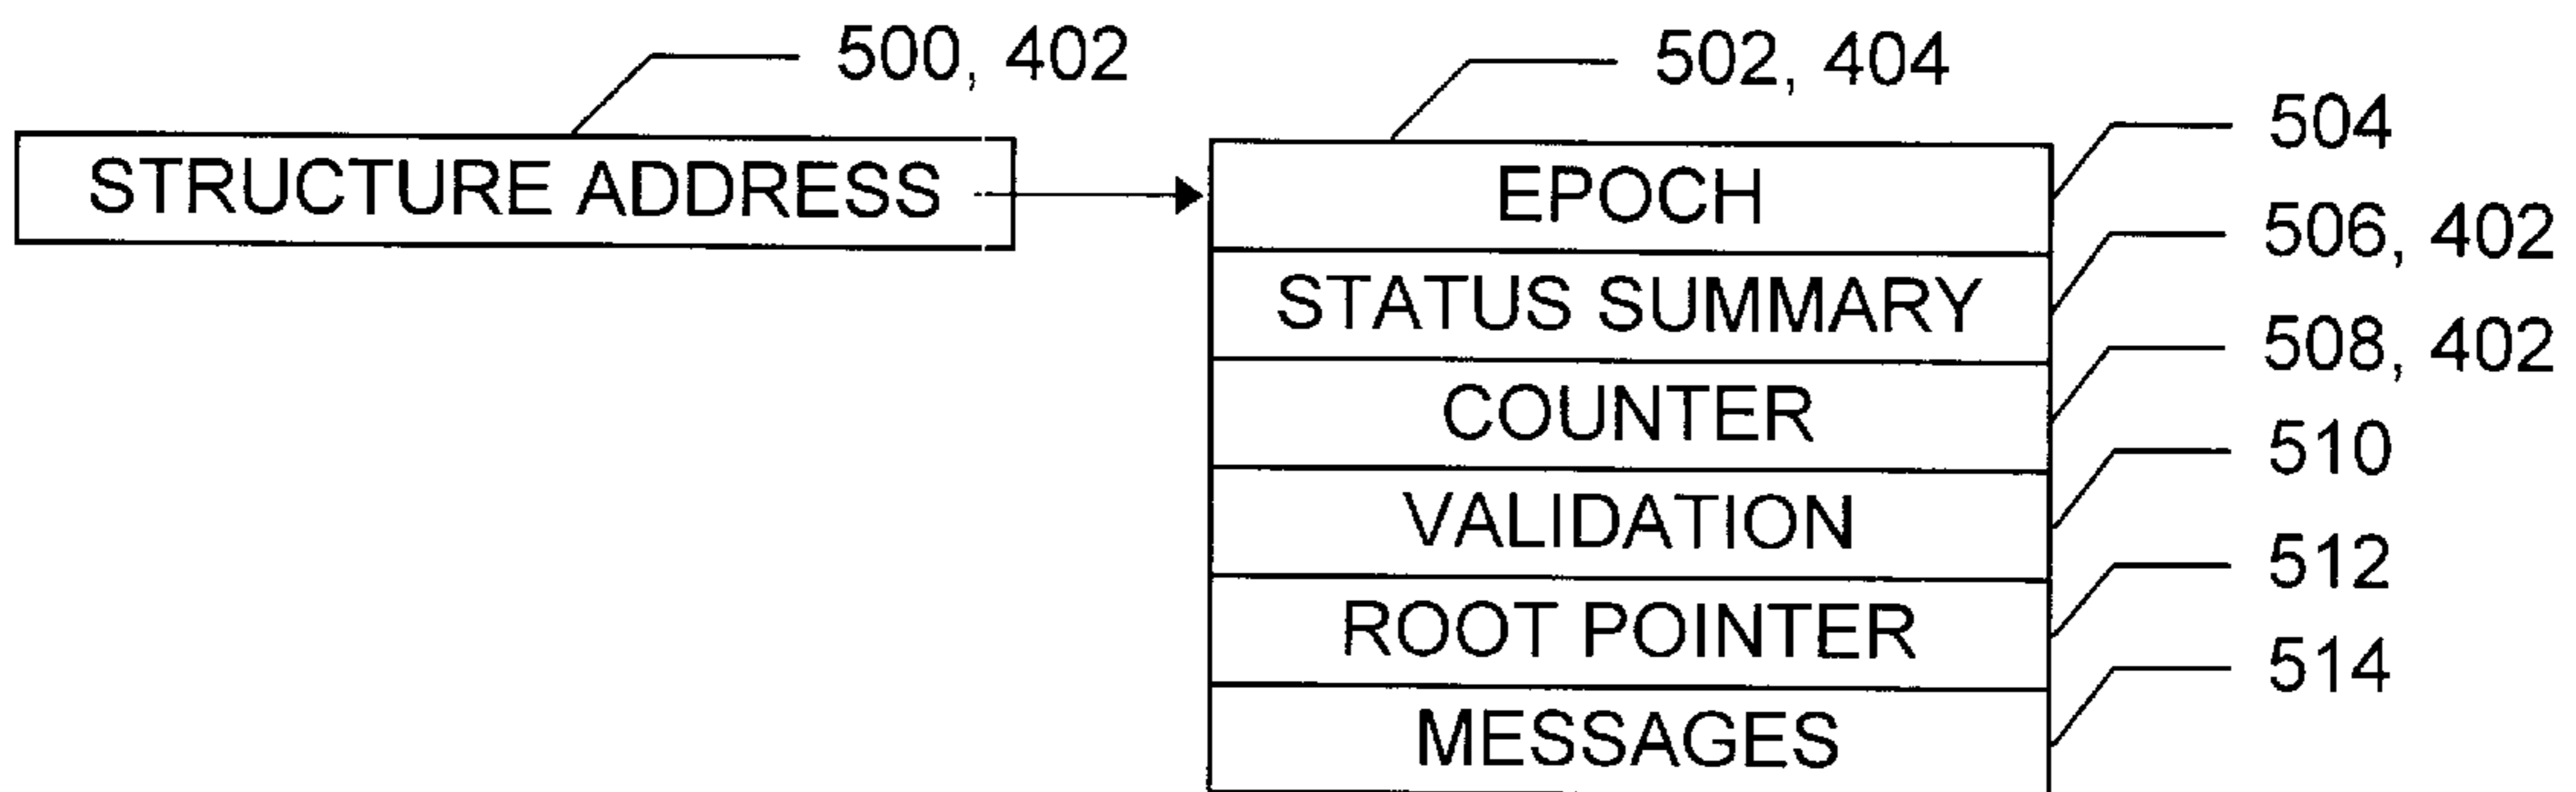 500, 402
502, 404
504
STRUCTURE ADDRESS
EPOCH
506, 402
STATUS SUMMARY
508, 402
COUNTER
510
VALIDATION
512
ROOT POINTER
514
MESSAGES